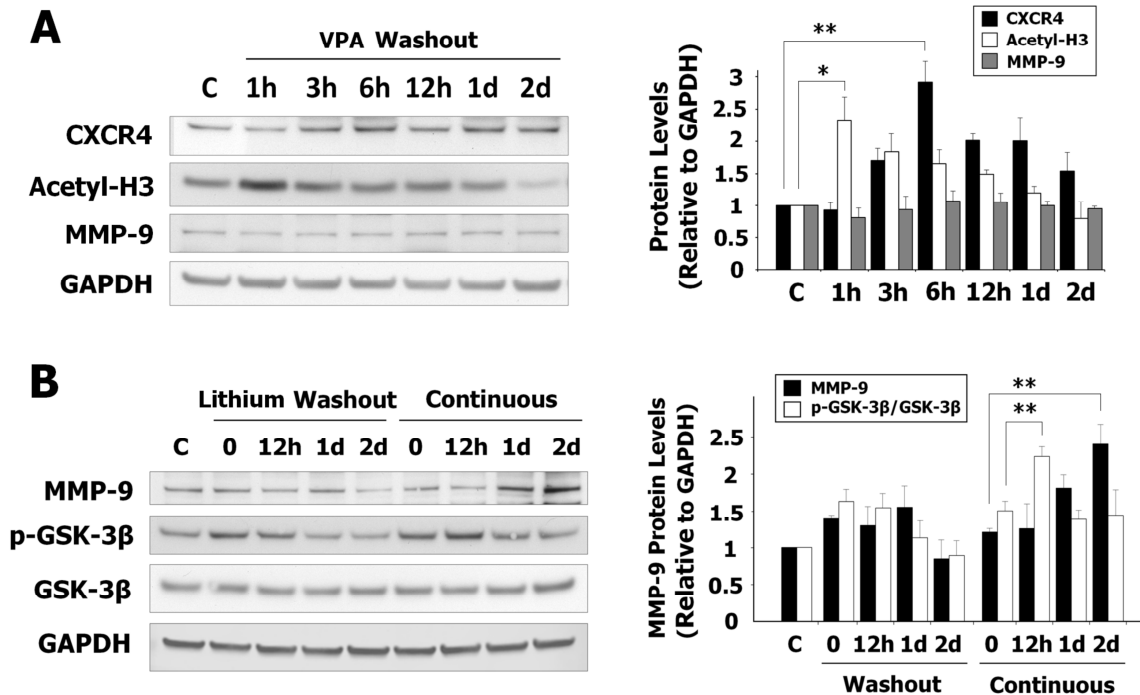 A
VPA Washout
C 1h 3h 6h 12h 1d 2d
CXCR4
Acetyl-H3
MMP-9
GAPDH
CXCR4
Acetyl-H3
MMP-9
**
*
Protein Levels
(Relative to GAPDH)
3
2.5
2
1.5
1
0.5
0
C 1h 3h 6h 12h 1d 2d
B
Lithium Washout Continuous
C 0 12h 1d 2d 0 12h 1d 2d
MMP-9
p-GSK-3β
GSK-3β
GAPDH
MMP-9
p-GSK-3β/GSK-3β
**
**
MMP-9 Protein Levels
(Relative to GAPDH)
2.5
2
1.5
1
0.5
0
C 0 12h 1d 2d 0 12h 1d 2d
Washout Continuous